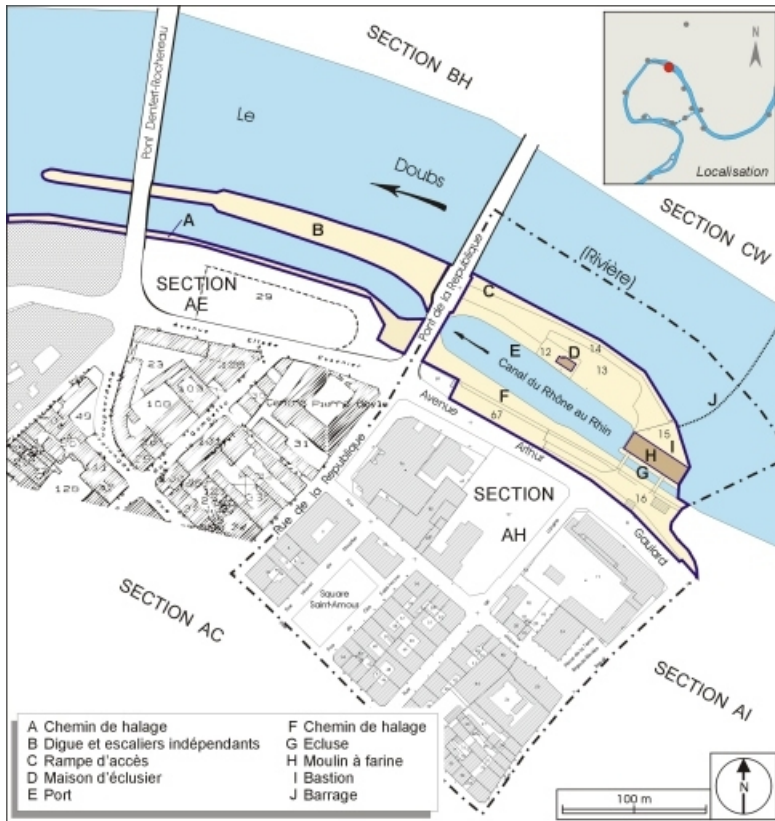 SECTION BH
N
Localisation
Pont Denfert-Rochereau
Le
Doubs
SECTION CW
(Rivière)
A
B
Pont de la République
C
SECTION
AE
29
E
12
D
14
13
J
Canal du Rhône au Rhin
F
67
15
I
H
G
16
Avenue
Arthur
Gaulard
23
49
31
Rue de la République
SECTION
AH
Square
Saint-Amour
SECTION AC
SECTION AI
A Chemin de halage
B Digue et escaliers indépendants
C Rampe d'accès
D Maison d'éclusier
E Port
F Chemin de halage
G Ecluse
H Moulin à farine
I Bastion
J Barrage
100 m
N